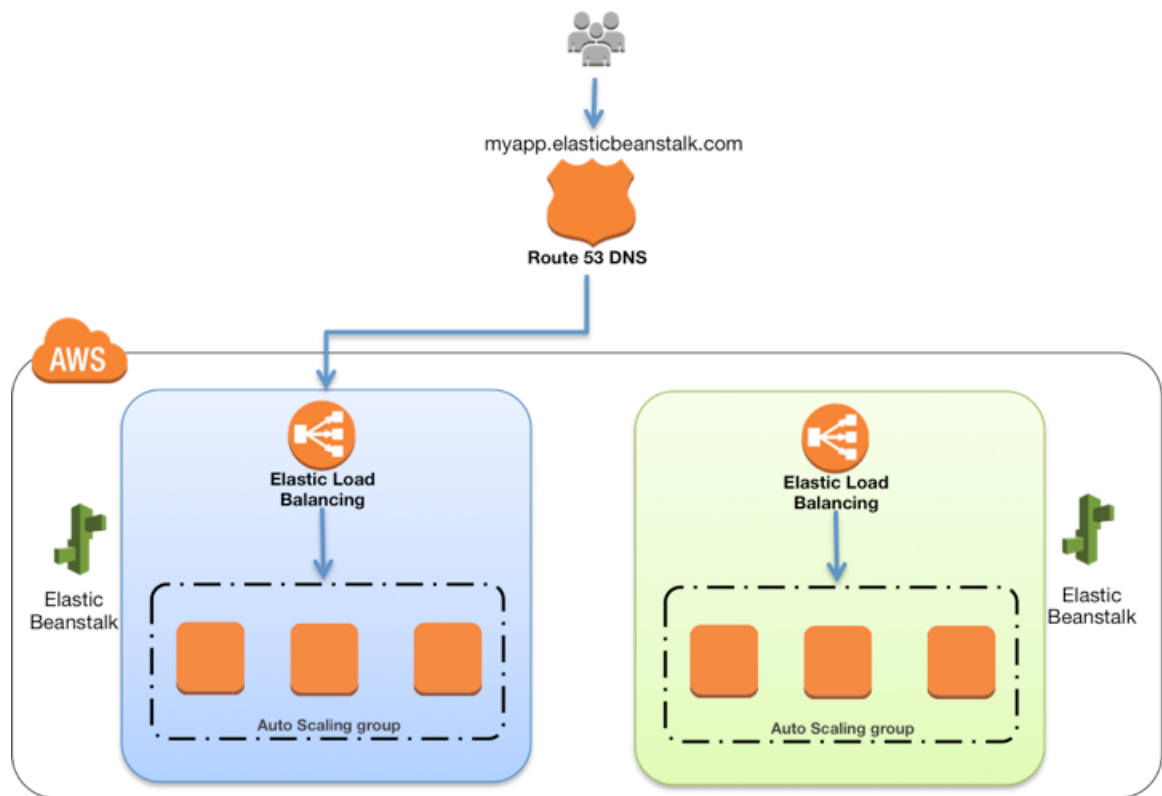 myapp.elasticbeanstalk.com
Route 53 DNS
AWS
Elastic Load
Balancing
Elastic Load
Balancing
Elastic
Beanstalk
Elastic
Beanstalk
Auto Scaling group
Auto Scaling group